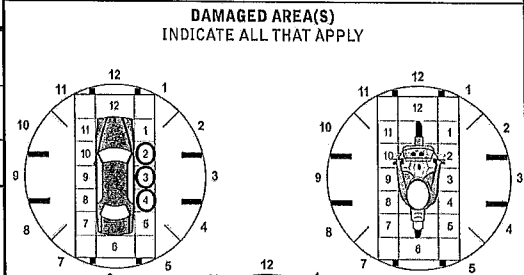 DAMAGED AREA(S)
INDICATE ALL THAT APPLY
12 12
11 1 11 1
12 12
10 11 1 2 10 11 1 2
10 2 10 2
9 9 3 3 9 9 3 3
8 4 8 4
8 7 5 4 8 7 5 4
6 6
7 5 7 5
12